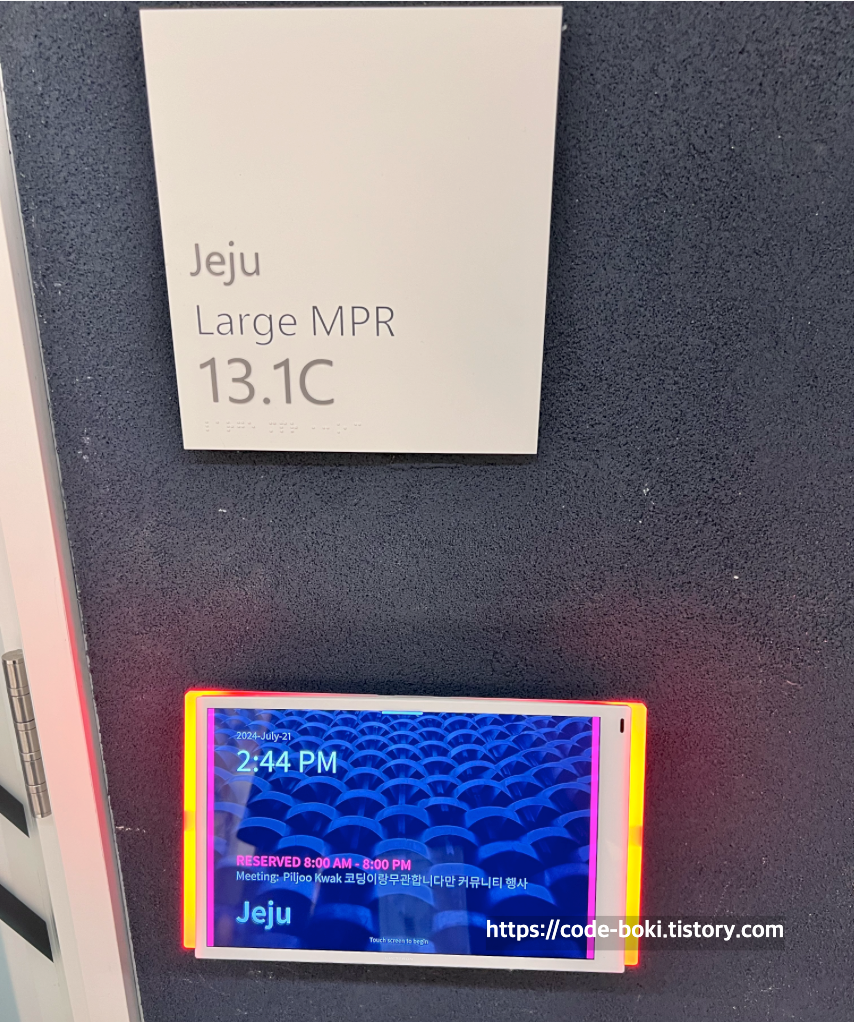 Jeju
Large MPR
13.1C
2024-July-21
2:44 PM
RESERVED 8:00 AM - 8:00 PM
Meeting: Piljoo Kwak 코딩이랑무관합니다만 커뮤니티 행사
Jeju
Touch screen to begin
https://code-boki.tistory.com